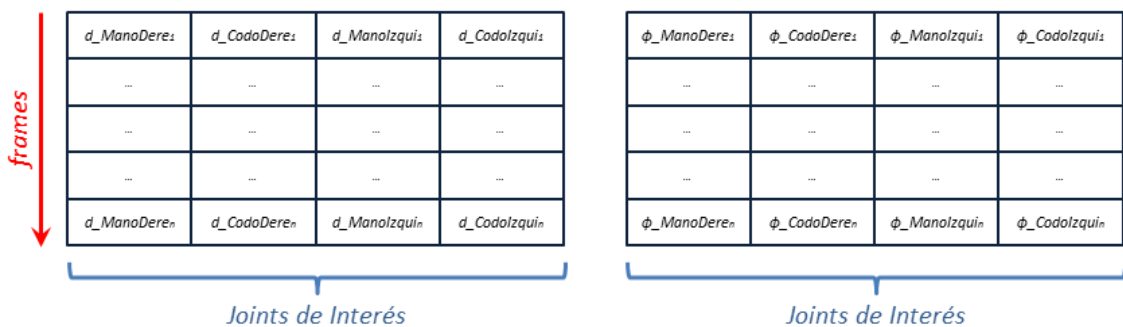 d_ManoDere₁ d_CodoDere₁ d_ManoIzqui₁ d_CodoIzqui₁ ϕ_ManoDere₁ ϕ_CodoDere₁ ϕ_ManoIzqui₁ ϕ_CodoIzqui₁
... ... ... ... ... ... ... ...
... ... ... ... ... ... ... ...
... ... ... ... ... ... ... ...
d_ManoDereₙ d_CodoDereₙ d_ManoIzquiₙ d_CodoIzquiₙ ϕ_ManoDereₙ ϕ_CodoDereₙ ϕ_ManoIzquiₙ ϕ_CodoIzquiₙ
frames
Joints de Interés Joints de Interés